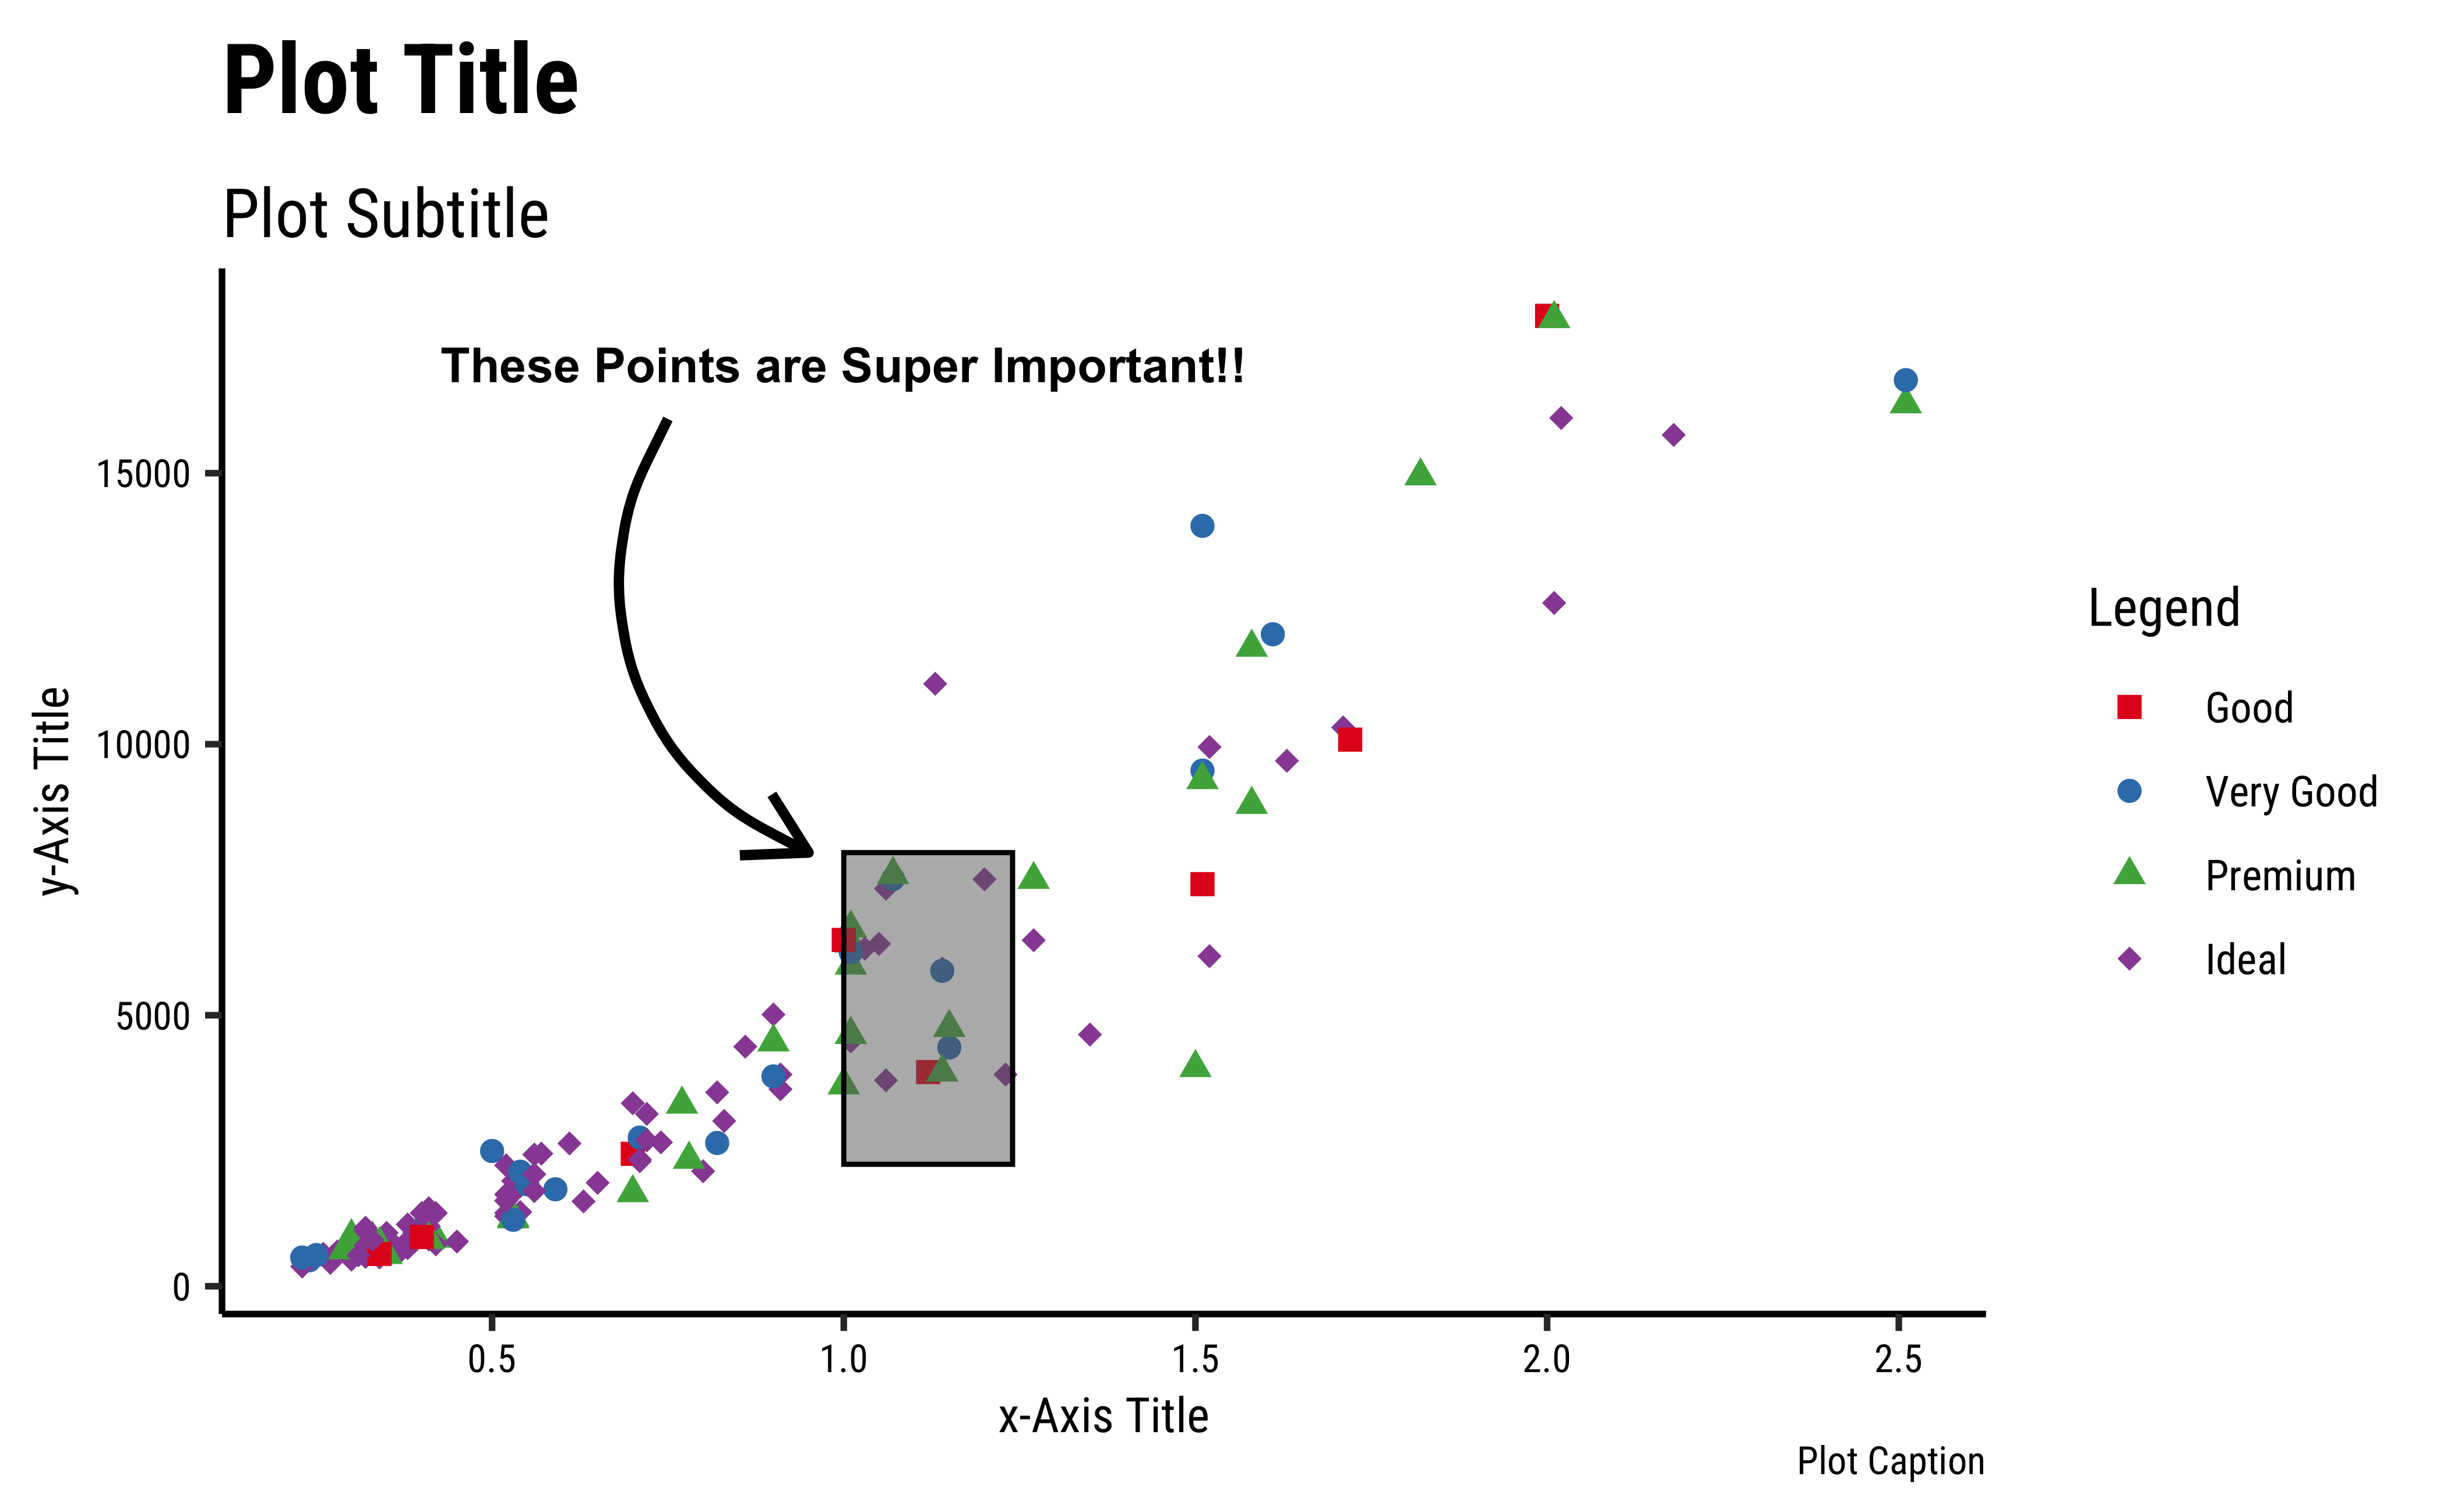 Plot Title
Plot Subtitle
These Points are Super Important!!
y-Axis Title
15000
10000
5000
0
0.5
1.0
1.5
2.0
2.5
x-Axis Title
Legend
Good
Very Good
Premium
Ideal
Plot Caption